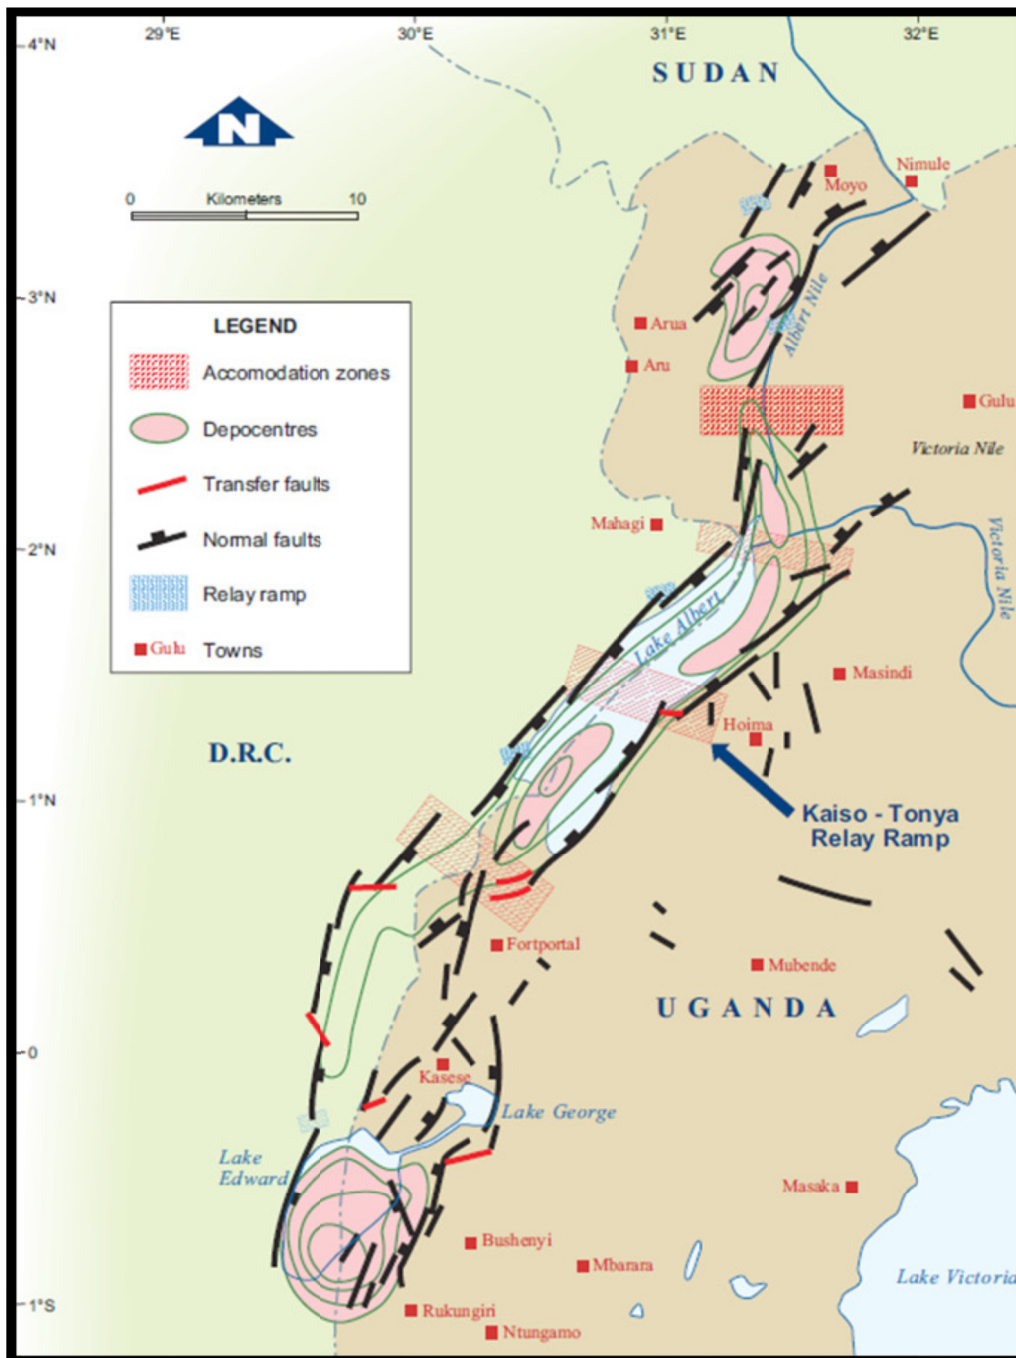 29°E 30°E 31°E 32°E
4°N
SUDAN
N
Nimule
Moyo
0 Kilometers 10
3°N
LEGEND
Accomodation zones
Depocentres
Transfer faults
Normal faults
Relay ramp
Gulu Towns
Albert Nile
Arua
Aru
Gulu
Victoria Nile
Mahagi
2°N
Victoria Nile
Lake Albert
Masindi
Hoima
D.R.C.
1°N
Kaiso - Tonya
Relay Ramp
Fortportal
Mubende
UGANDA
0
Kasese
Lake George
Lake
Edward
Masaka
Bushenyi
Mbarara
Lake Victoria
1°S
Rukungiri
Ntungamo